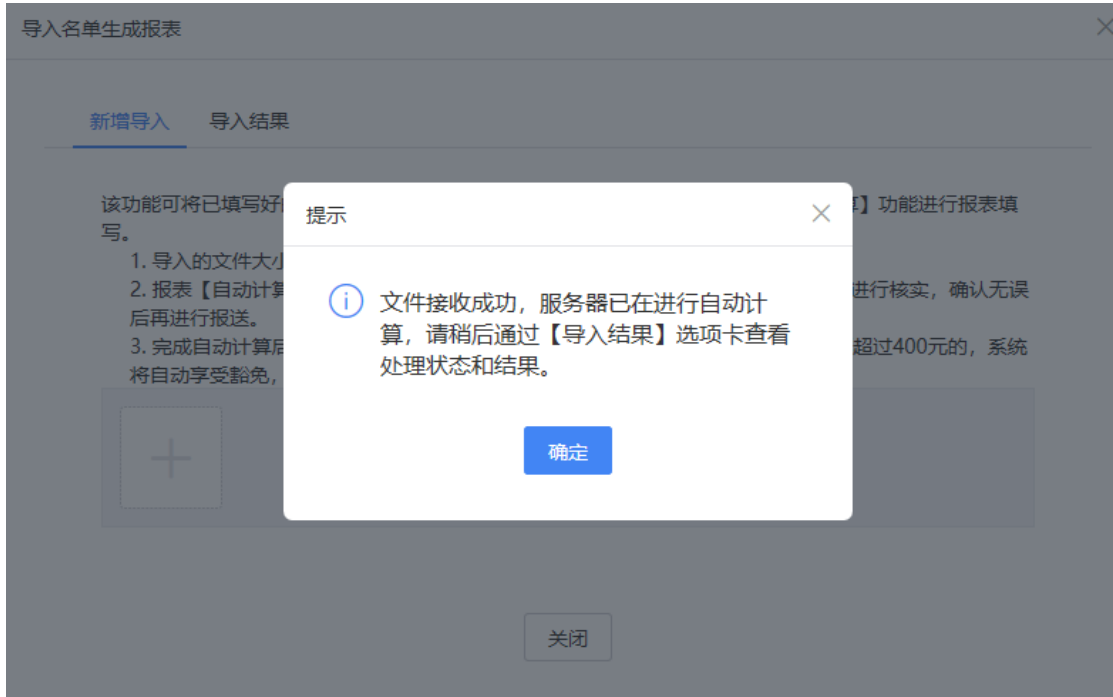 导入名单生成报表
新增导入 导入结果
该功能可将已填写好
】功能进行报表填
写。
1. 导入的文件大小
2. 报表【自动计算
进行核实，确认无误
后再进行报送。
3. 完成自动计算后
超过400元的，系统
将自动享受豁免，
提示
文件接收成功，服务器已在进行自动计
算，请稍后通过【导入结果】选项卡查看
处理状态和结果。
确定
关闭